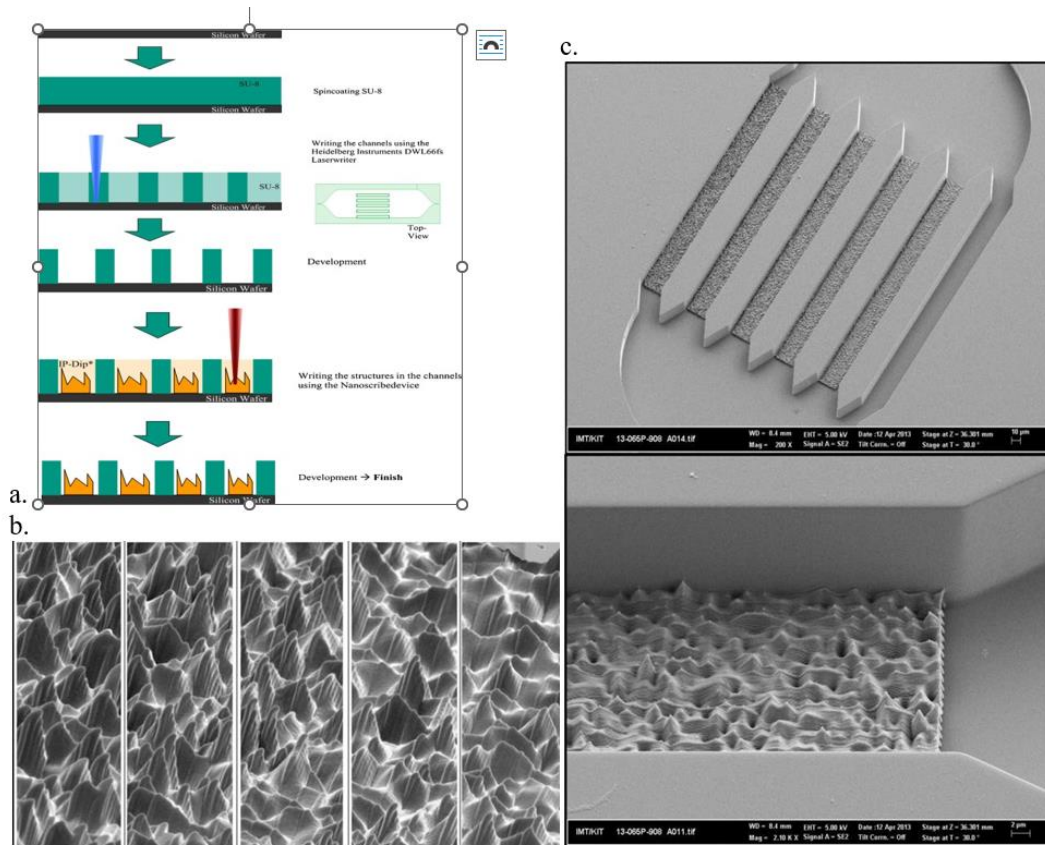 c.
Silicon Wafer
SU-8
Spincoating SU-8
Silicon Wafer
Writing the channels using the
Heidelberg Instruments DWL66fs
Laserwriter
SU-8
Silicon Wafer
Top-
View
Development
Silicon Wafer
IP-Dip*
Writing the structures in the channels
using the Nanoscribedevice
Silicon Wafer
Development → Finish
Silicon Wafer
a.
b.
IMT/KIT 13-065P-908 A014.tif
WD = 8.4 mm EHT = 5.00 kV Date :12 Apr 2013 Stage at Z = 36.301 mm
Mag = 200 X Signal A = SE2 Tilt Corrn. = Off Stage at T = 30.0 °
10 µm
IMT/KIT 13-065P-908 A011.tif
WD = 8.4 mm EHT = 5.00 kV Date :12 Apr 2013 Stage at Z = 36.301 mm
Mag = 2.10 K X Signal A = SE2 Tilt Corrn. = Off Stage at T = 30.0 °
2 µm